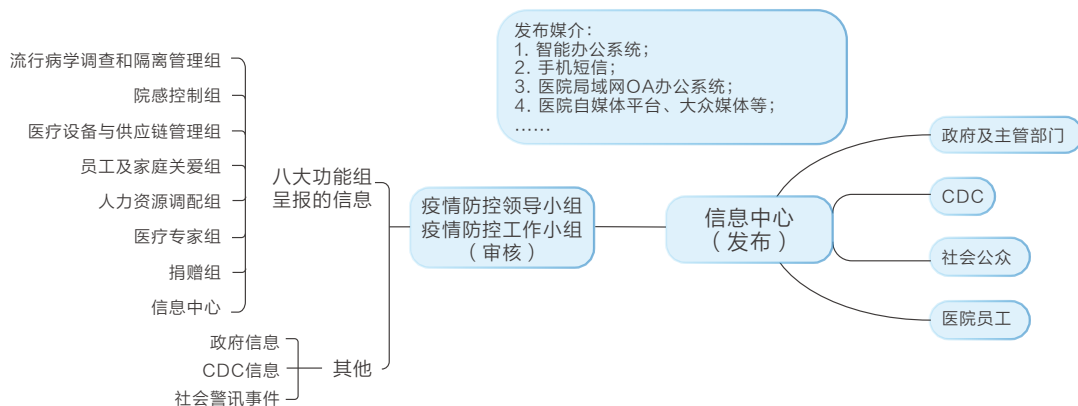 发布媒介：
1. 智能办公系统；
2. 手机短信；
3. 医院局域网OA办公系统；
4. 医院自媒体平台、大众媒体等；
……
流行病学调查和隔离管理组
院感控制组
医疗设备与供应链管理组
员工及家庭关爱组
人力资源调配组
医疗专家组
捐赠组
信息中心
八大功能组
呈报的信息
政府信息
CDC信息
社会警讯事件
其他
疫情防控领导小组
疫情防控工作小组
（审核）
信息中心
（发布）
政府及主管部门
CDC
社会公众
医院员工